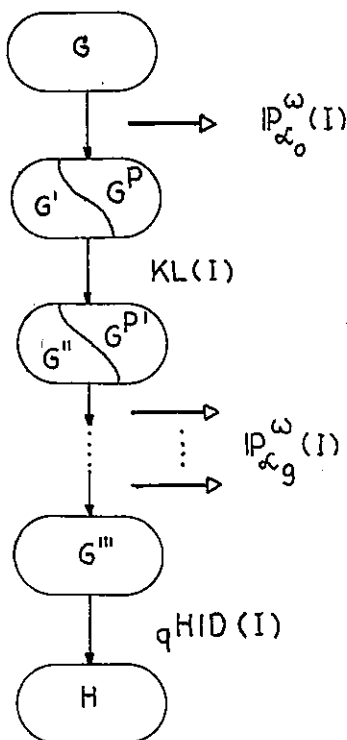 G
ℙ^ω_{α_0}(I)
G' G^P
KL(I)
G'' G^{P'}
ℙ^ω_{α_g}(I)
G'''
qHID(I)
H